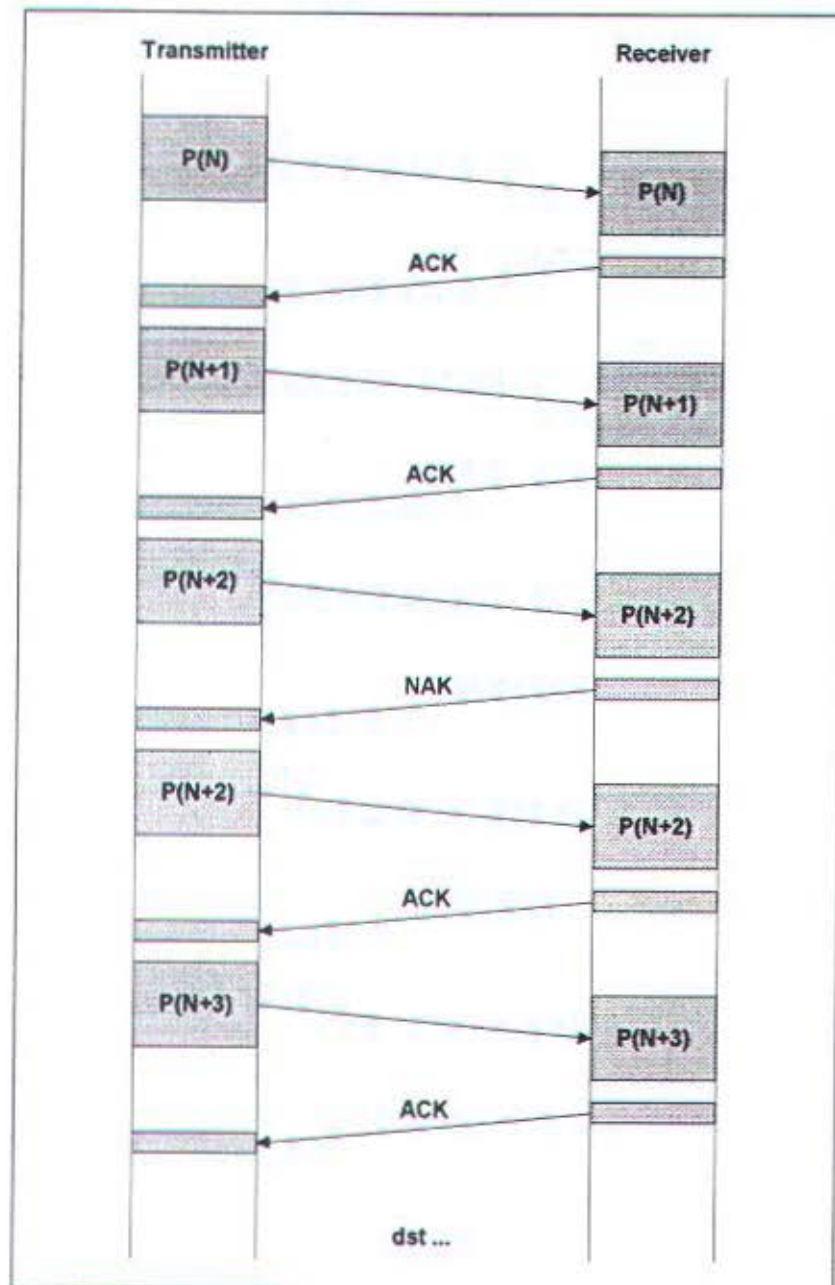 Transmitter Receiver
P(N)
P(N)
ACK
P(N+1)
P(N+1)
ACK
P(N+2)
P(N+2)
NAK
P(N+2)
P(N+2)
ACK
P(N+3)
P(N+3)
ACK
dst ...